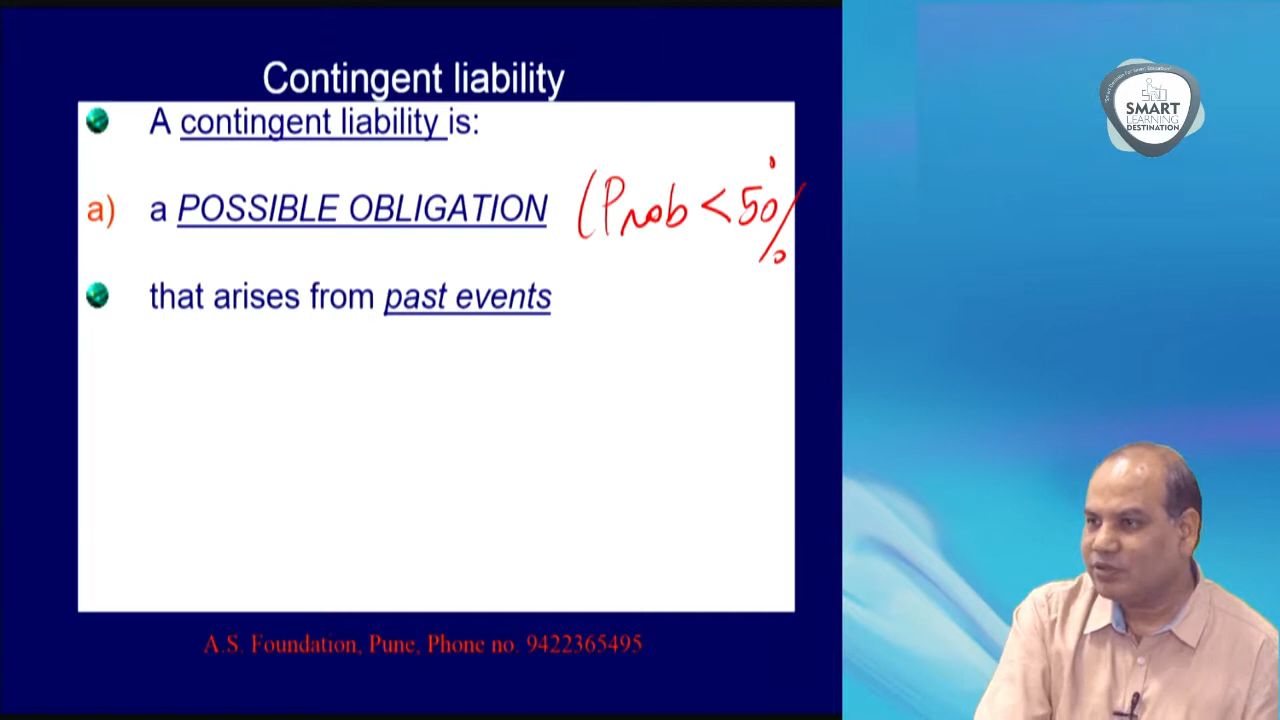 Contingent liability
A contingent liability is:
a) a POSSIBLE OBLIGATION (Prob < 50%
that arises from past events
A.S. Foundation, Pune, Phone no. 9422365495
SMART
LEARNING
DESTINATION